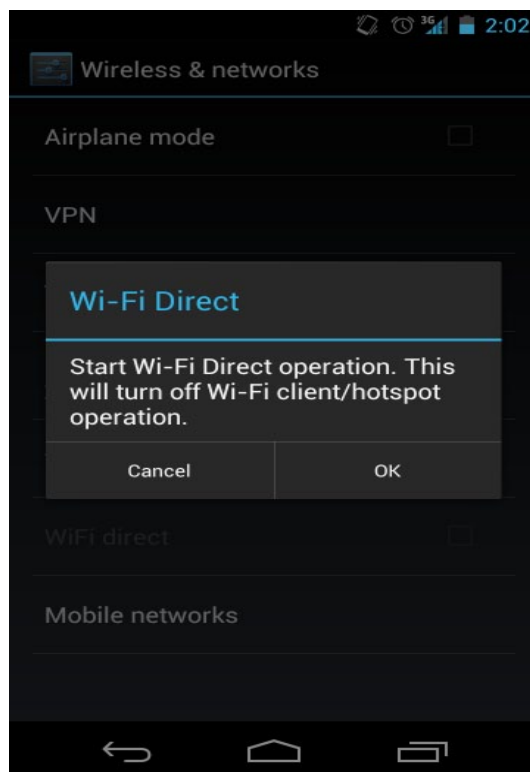 3G 2:02
Wireless & networks
Airplane mode
VPN
Wi-Fi Direct
Start Wi-Fi Direct operation. This
will turn off Wi-Fi client/hotspot
operation.
Cancel OK
WiFi direct
Mobile networks